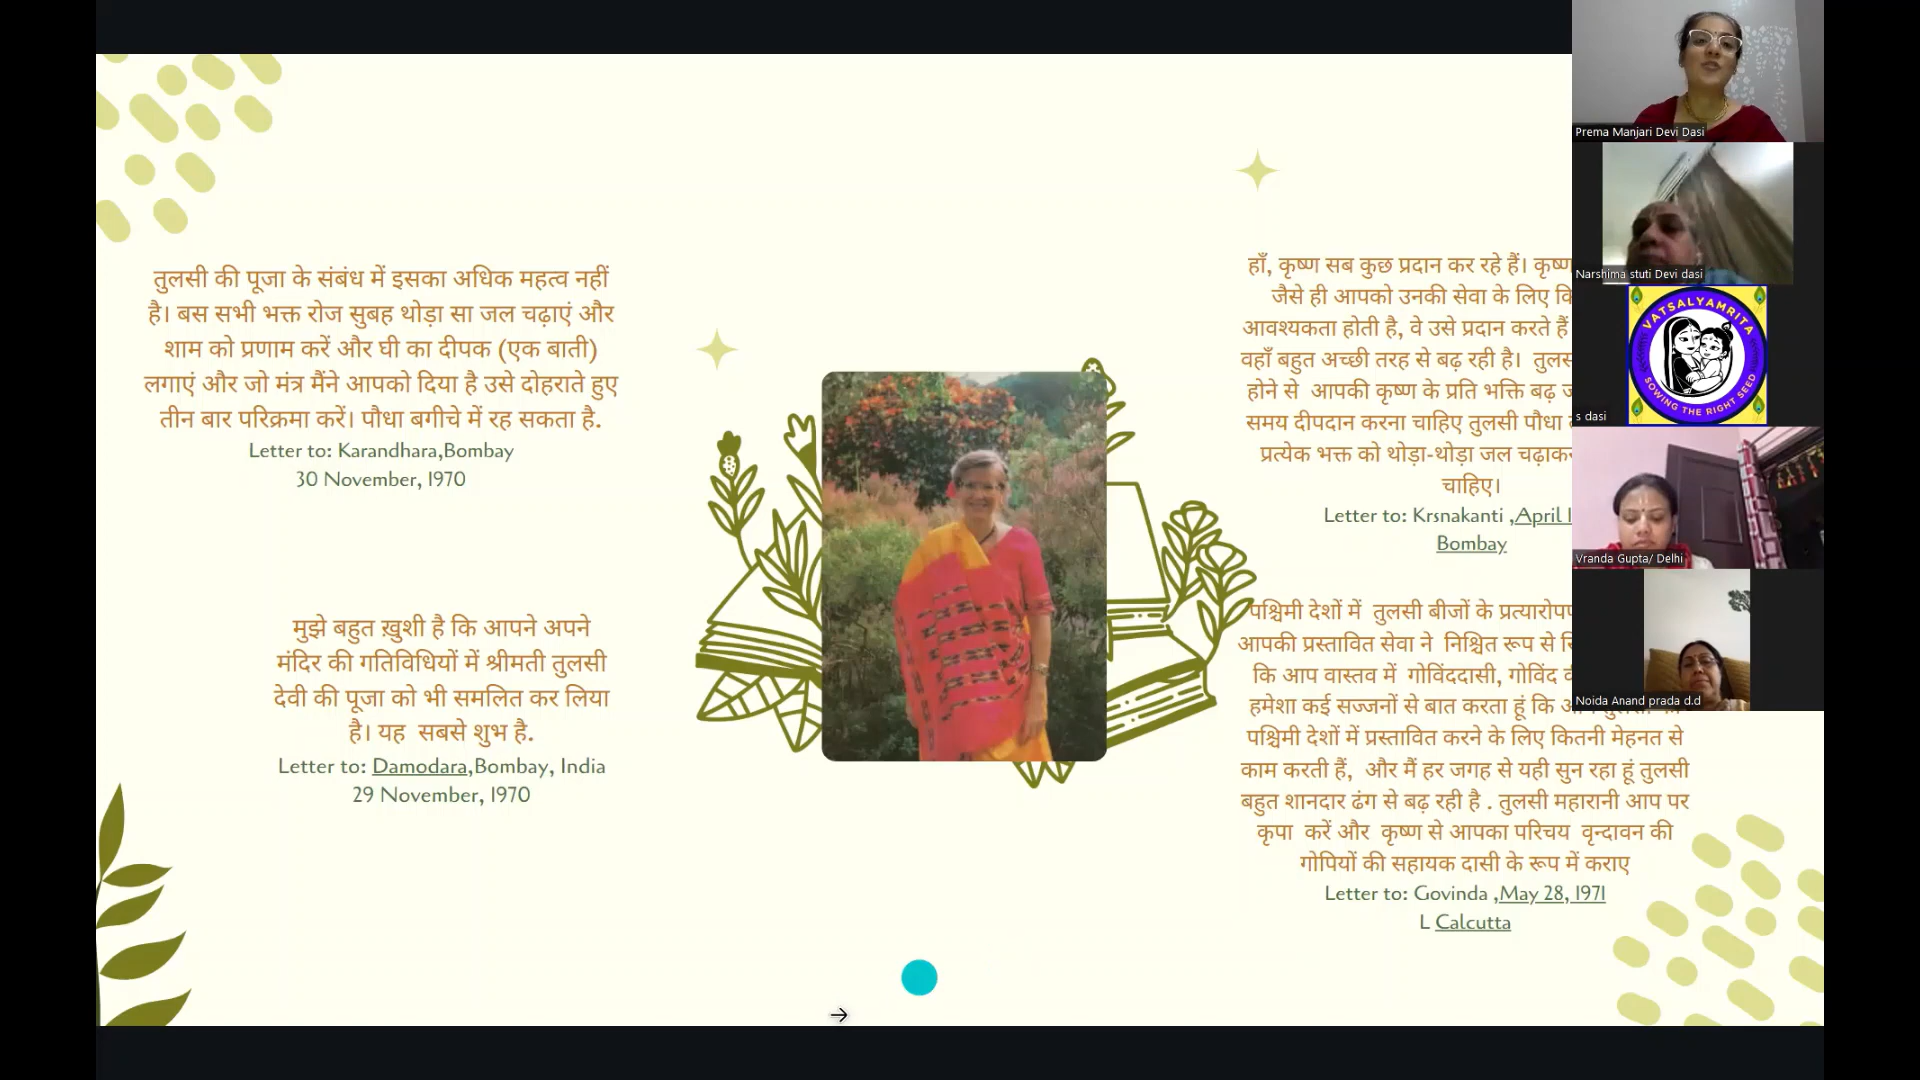 तुलसी की पूजा के संबंध में इसका अधिक महत्व नहीं
है। बस सभी भक्त रोज सुबह थोड़ा सा जल चढ़ाएं और
शाम को प्रणाम करें और घी का दीपक (एक बाती)
लगाएं और जो मंत्र मैंने आपको दिया है उसे दोहराते हुए
तीन बार परिक्रमा करें। पौधा बगीचे में रह सकता है.
Letter to: Karandhara,Bombay
30 November, 1970
मुझे बहुत ख़ुशी है कि आपने अपने
मंदिर की गतिविधियों में श्रीमती तुलसी
देवी की पूजा को भी समलित कर लिया
है। यह सबसे शुभ है.
Letter to: Damodara,Bombay, India
29 November, 1970
हाँ, कृष्ण सब कुछ प्रदान कर रहे हैं। कृष्ण
जैसे ही आपको उनकी सेवा के लिए
आवश्यकता होती है, वे उसे प्रदान करते हैं
वहाँ बहुत अच्छी तरह से बढ़ रही है।
होने से आपकी कृष्ण के प्रति भक्ति बढ़
समय दीपदान करना चाहिए तुलसी पौधा
प्रत्येक भक्त को थोड़ा-थोड़ा जल
चाहिए।
Letter to: Krsnakanti ,April
Bombay
पश्चिमी देशों में तुलसी बीजों के
आपकी प्रस्तावित सेवा ने निश्चित रूप से
कि आप वास्तव में गोविंददासी, गोविंद
हमेशा कई सज्जनों से बात करता हूं कि
पश्चिमी देशों में प्रस्तावित करने के लिए कितनी मेहनत से
काम करती हैं, और मैं हर जगह से यही सुन रहा हूं तुलसी
बहुत शानदार ढंग से बढ़ रही है . तुलसी महारानी आप पर
कृपा करें और कृष्ण से आपका परिचय वृन्दावन की
गोपियों की सहायक दासी के रूप में कराए
Letter to: Govinda ,May 28, 1971
L Calcutta
Prema Manjari Devi Dasi
Narshima stuti Devi dasi
VATSALYAMRITA
SOWING THE RIGHT SEED
s dasi
Vranda Gupta/ Delhi
Noida Anand prada d.d